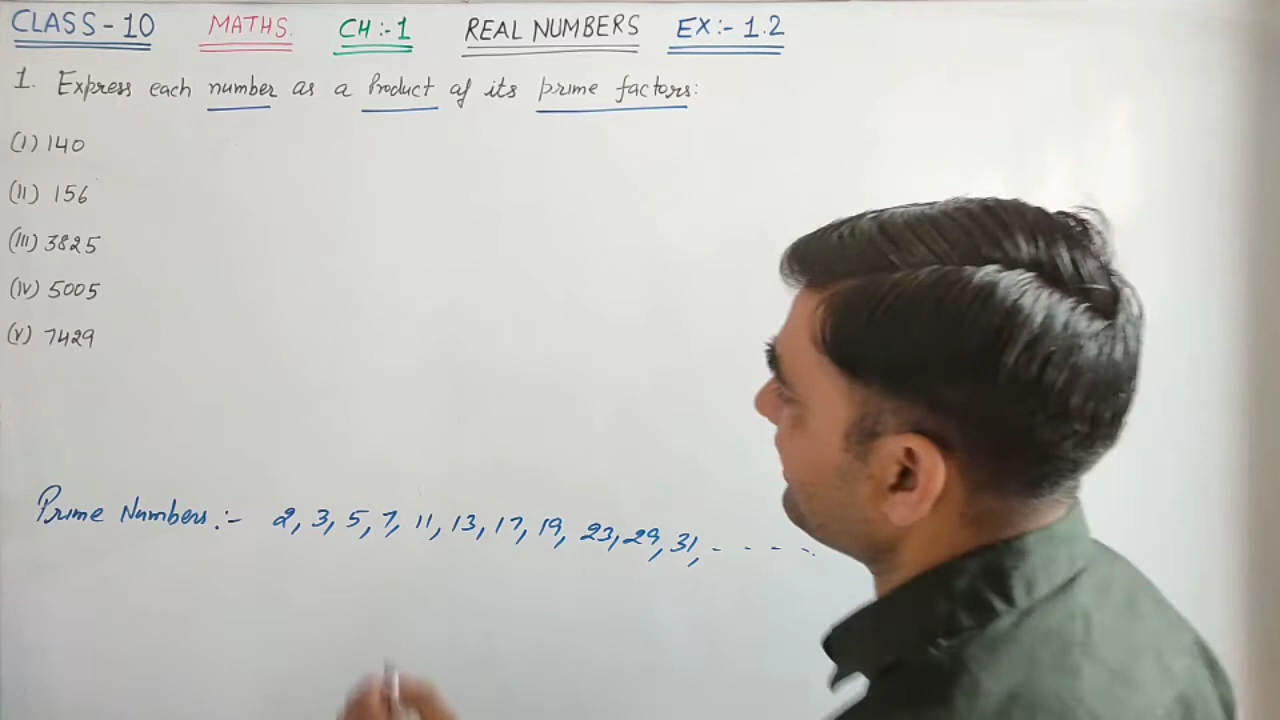 CLASS-10 MATHS. CH:-1 REAL NUMBERS EX:- 1.2
1. Express each number as a Product of its prime factors:
(I) 140
(II) 156
(III) 3825
(IV) 5005
(V) 7429
Prime Numbers:- 2, 3, 5, 7, 11, 13, 17, 19, 23, 29, 31, - - - - -